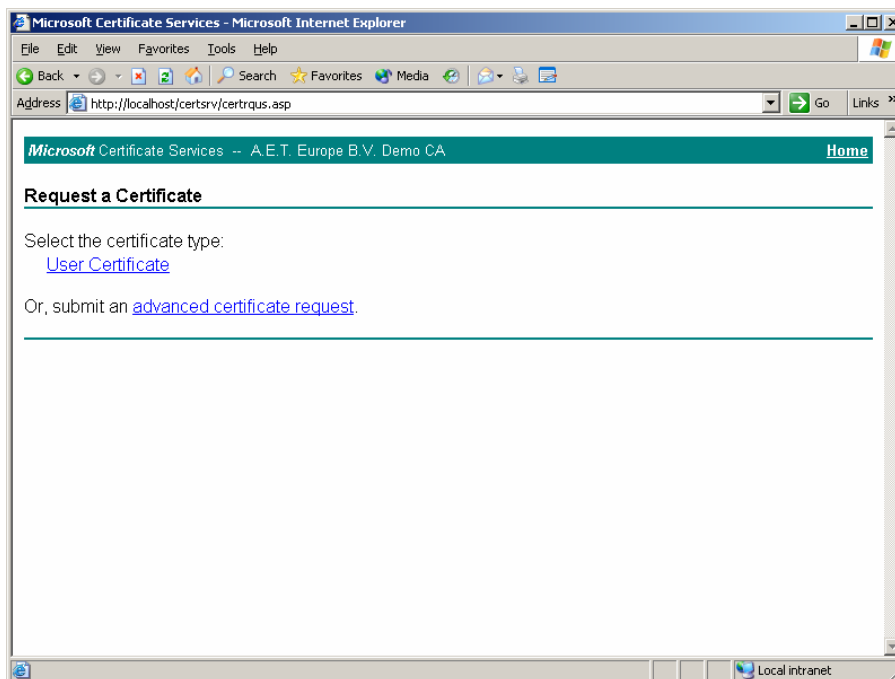 Microsoft Certificate Services - Microsoft Internet Explorer
File Edit View Favorites Tools Help
Back Search Favorites Media
Address http://localhost/certsrv/certrqus.asp Go Links »
Microsoft Certificate Services -- A.E.T. Europe B.V. Demo CA Home
Request a Certificate
Select the certificate type:
User Certificate
Or, submit an advanced certificate request.
Local intranet